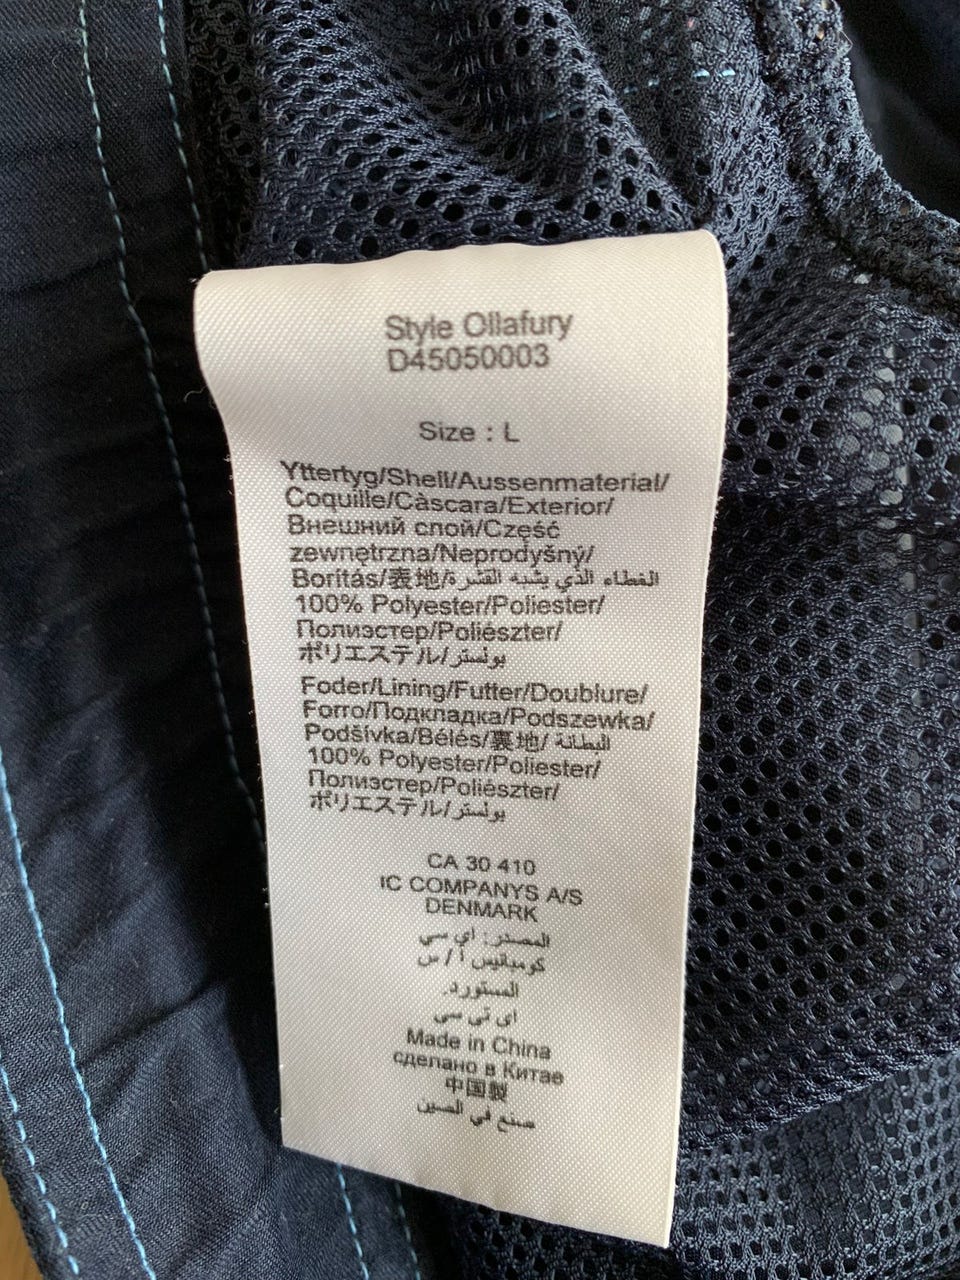 Style Ollafury
D45050003
Size : L
Yttertyg/Shell/Aussenmaterial/
Coquille/Càscara/Exterior/
Внешний слой/Część
zewnętrzna/Neprodyšný/
Borítás/表地/الغطاء الذي يشبه القشرة
100% Polyester/Poliester/
Полиэстер/Poliészter/
ポリエステル/بولستر
Foder/Lining/Futter/Doublure/
Forro/Подкладка/Podszewka/
Podšívka/Bélés/裏地/ البطانة
100% Polyester/Poliester/
Полиэстер/Poliészter/
ポリエステル/بولستر
CA 30 410
IC COMPANYS A/S
DENMARK
المصدر: اي سي
كومبانيس أ / س
المستورد.
اي تي سي
Made in China
сделано в Китае
中国製
صنع في الصين